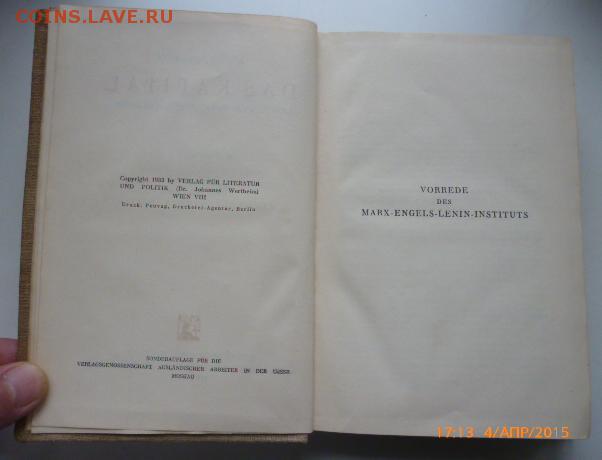 COINS.LAVE.RU
DAS KAPITAL
Copyright 1933 by VERLAG FÜR LITERATUR
UND POLITIK (Dr. Johannes Wertheim)
WIEN VIII
Druck: Peuvag, Druckerei-Agentur, Berlin
SONDERAUFLAGE FÜR DIE
VERLAGSGENOSSENSCHAFT AUSLÄNDISCHER ARBEITER IN DER UdSSR
MOSKAU
VORREDE
DES
MARX-ENGELS-LENIN-INSTITUTS
17:13 4/АПР/2015